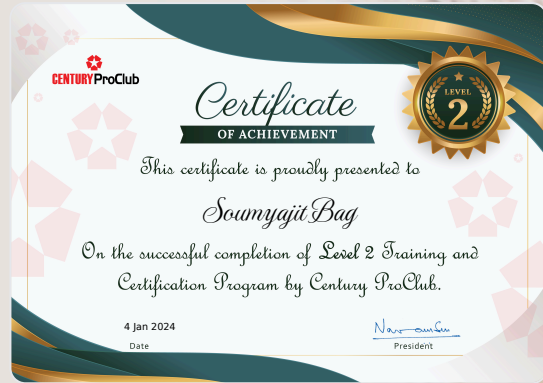 CENTURY ProClub
Certificate
OF ACHIEVEMENT
LEVEL
2
This certificate is proudly presented to
Soumyajit Bag
On the successful completion of Level 2 Training and
Certification Program by Century ProClub.
4 Jan 2024
Date
President